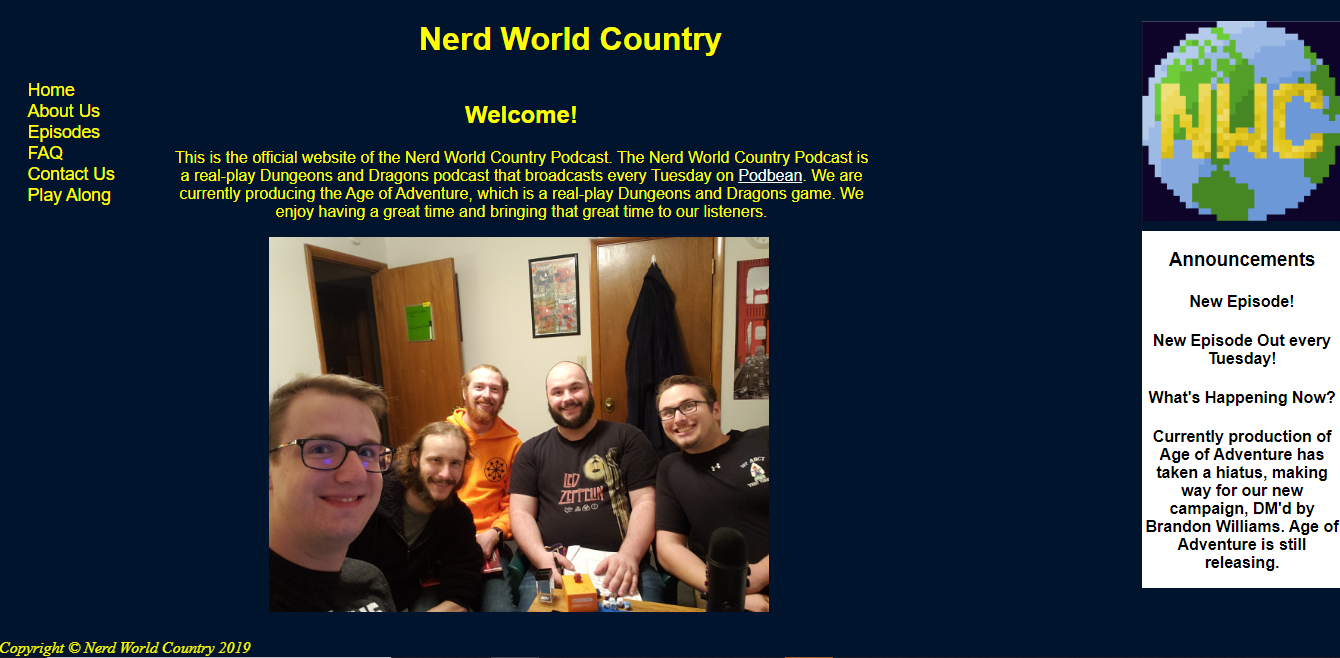 Nerd World Country
NWC
Home
About Us
Episodes
FAQ
Contact Us
Play Along
Welcome!
This is the official website of the Nerd World Country Podcast. The Nerd World Country Podcast is
a real-play Dungeons and Dragons podcast that broadcasts every Tuesday on Podbean. We are
currently producing the Age of Adventure, which is a real-play Dungeons and Dragons game. We
enjoy having a great time and bringing that great time to our listeners.
LED
ZEPPELIN
Announcements
New Episode!
New Episode Out every
Tuesday!
What's Happening Now?
Currently production of
Age of Adventure has
taken a hiatus, making
way for our new
campaign, DM'd by
Brandon Williams. Age of
Adventure is still
releasing.
Copyright © Nerd World Country 2019